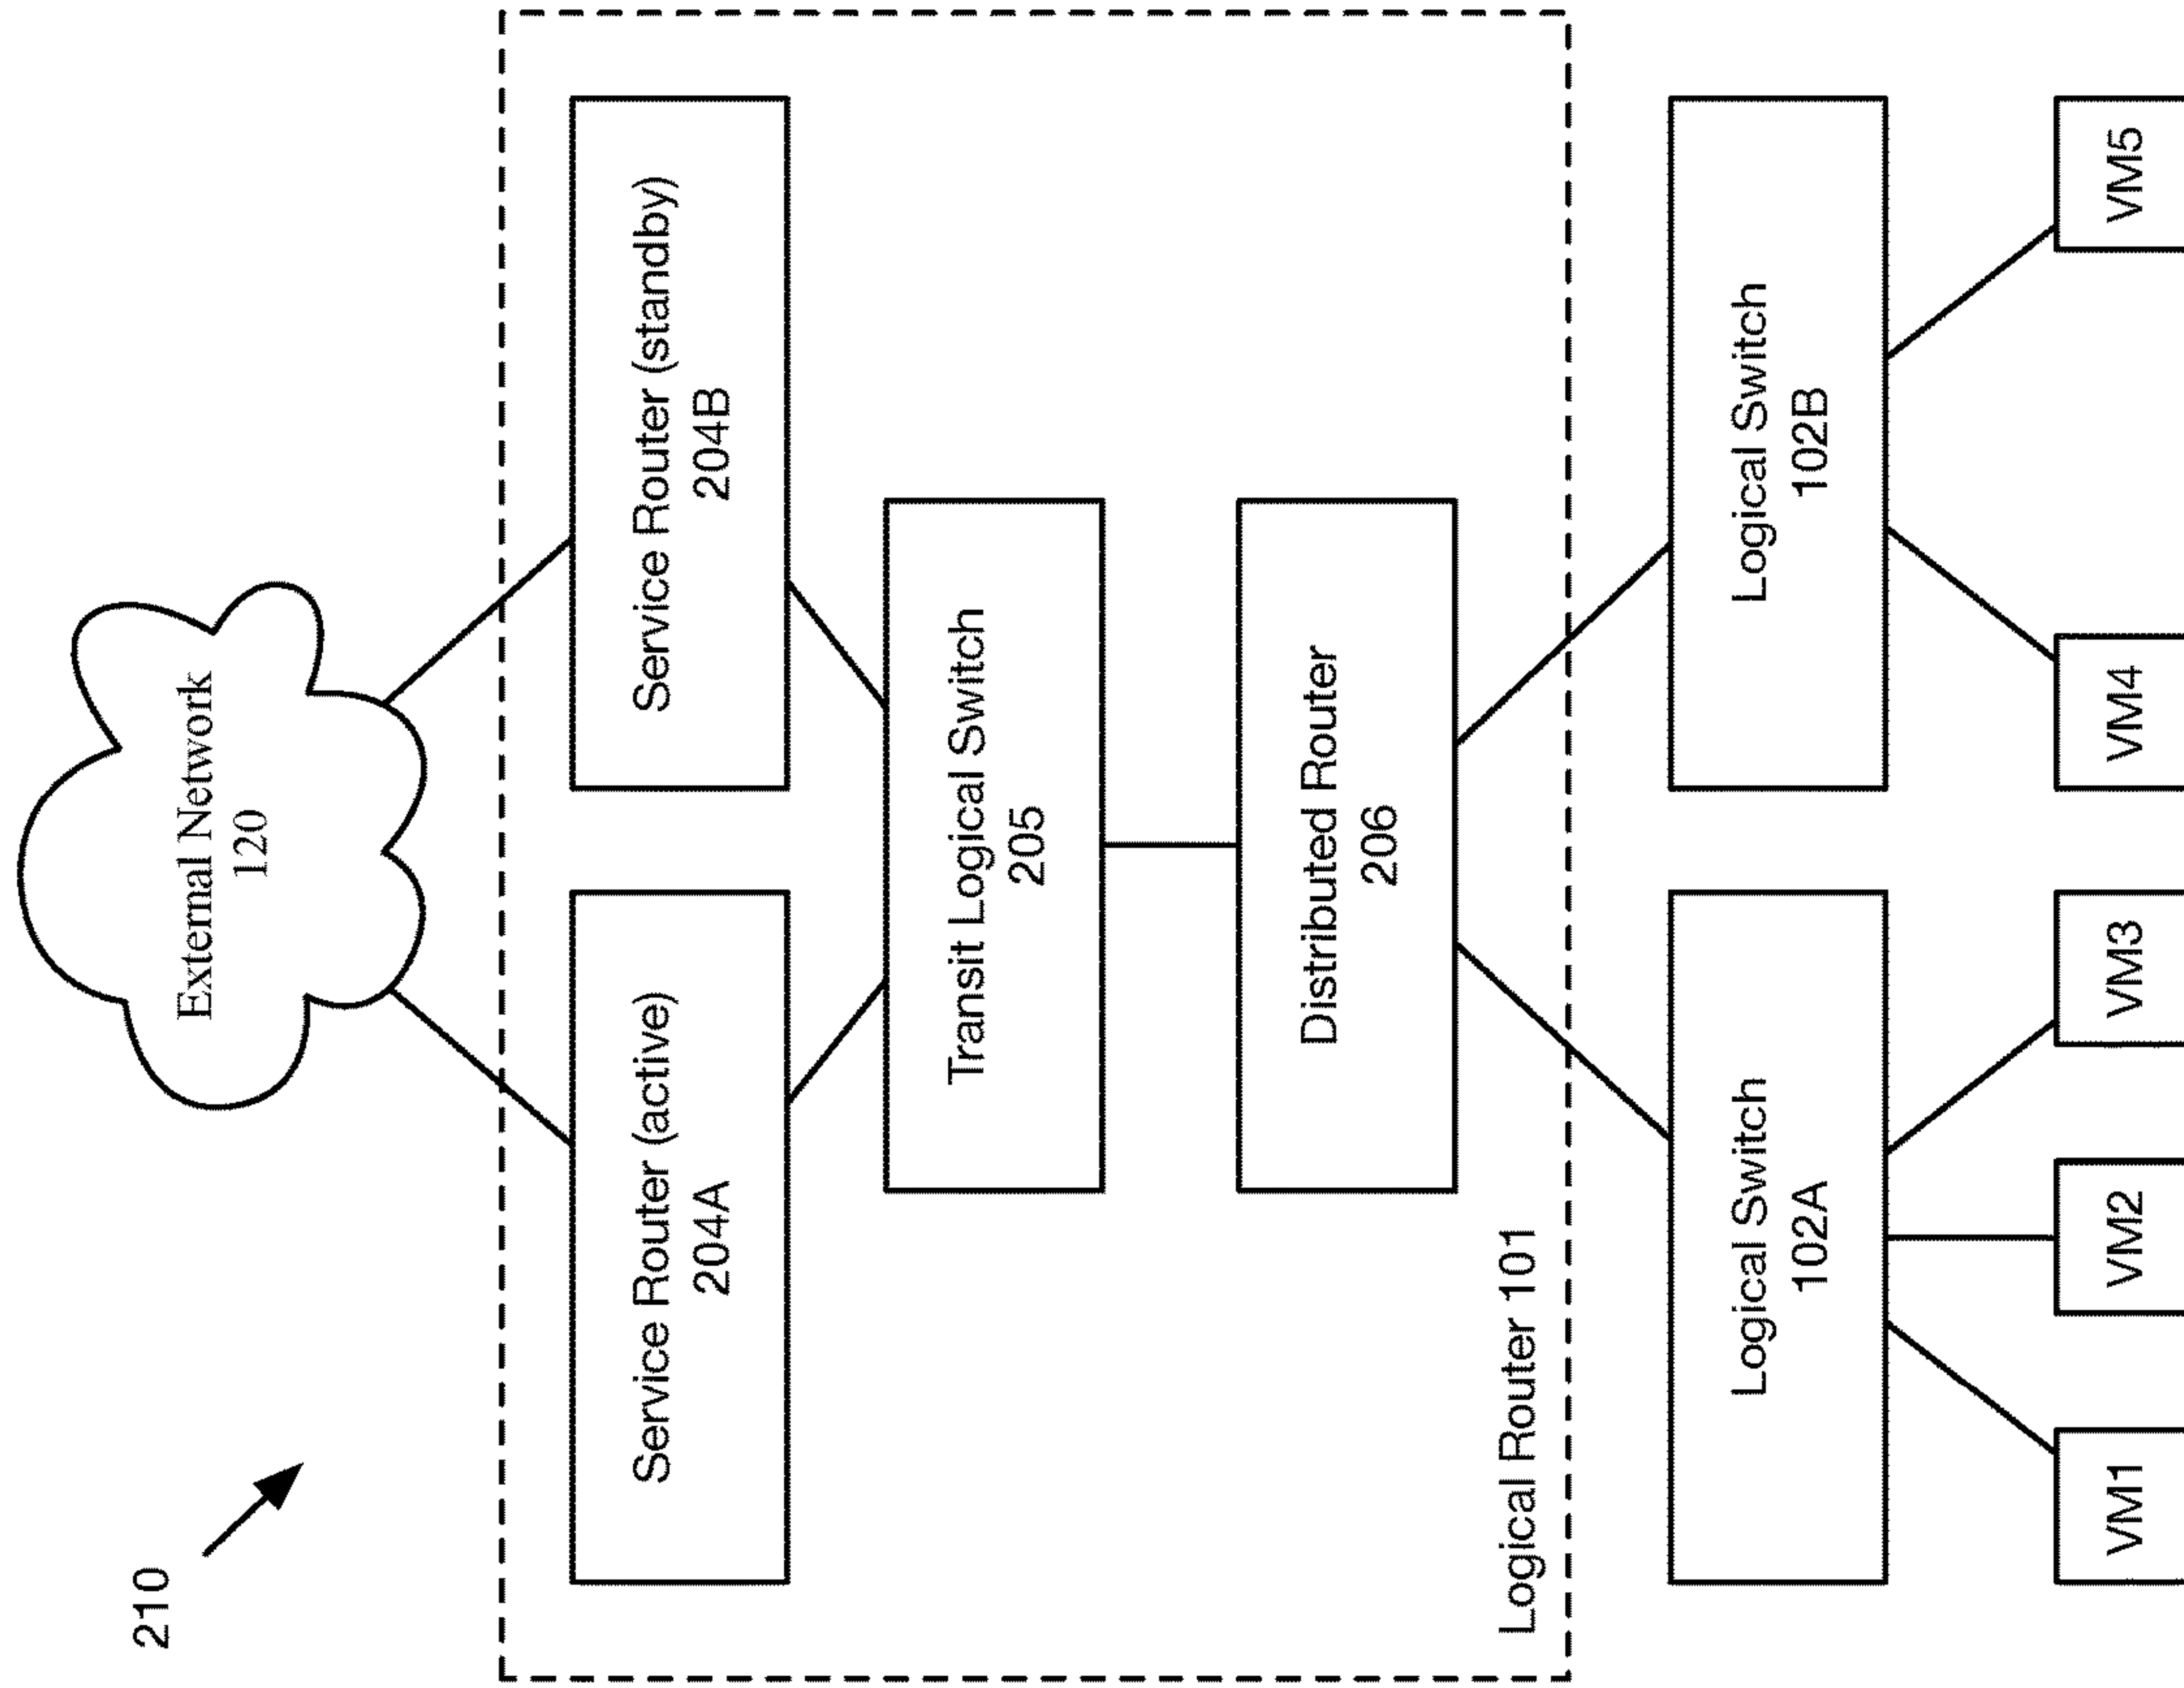 210
External Network
120
Service Router (active)
204A
Service Router (standby)
204B
Transit Logical Switch
205
Distributed Router
206
Logical Router 101
Logical Switch
102A
Logical Switch
102B
VM1
VM2
VM3
VM4
VM5